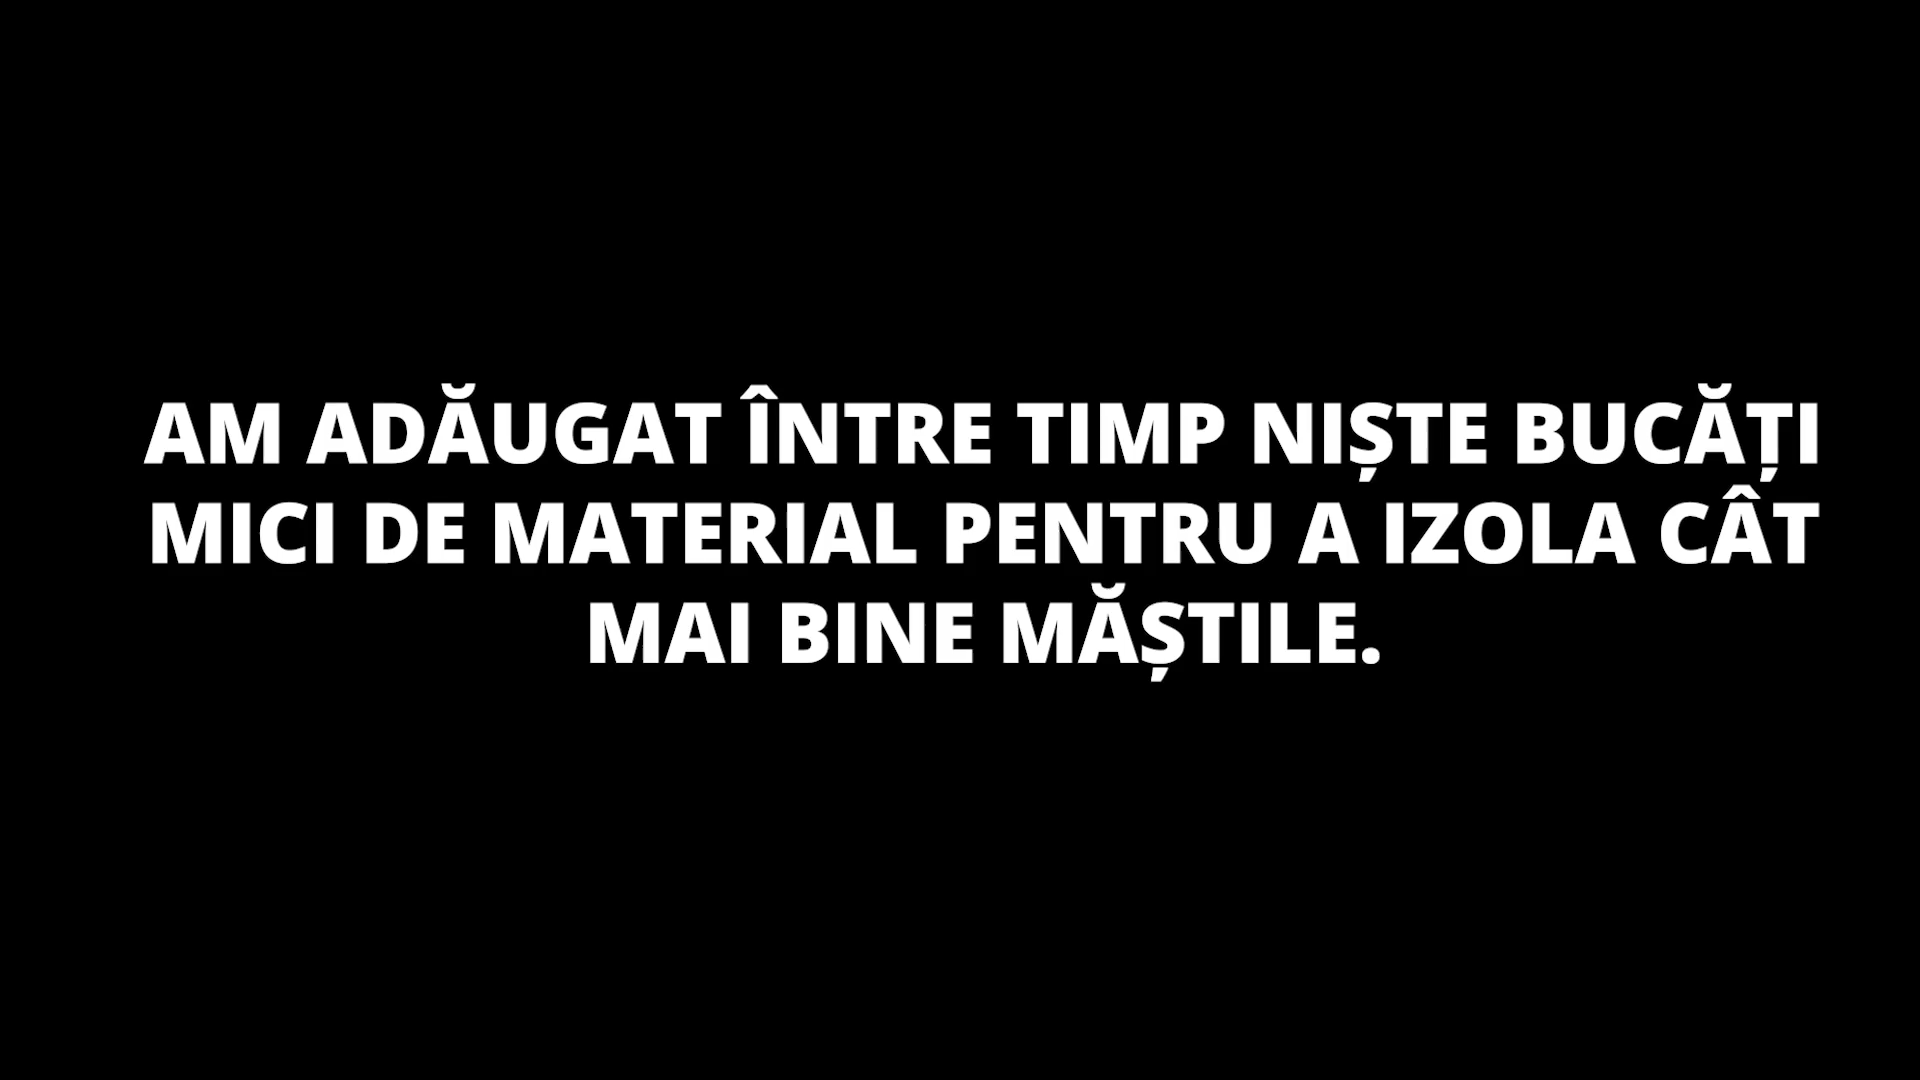 AM ADĂUGAT ÎNTRE TIMP NIȘTE BUCĂȚI
MICI DE MATERIAL PENTRU A IZOLA CÂT
MAI BINE MĂȘTILE.